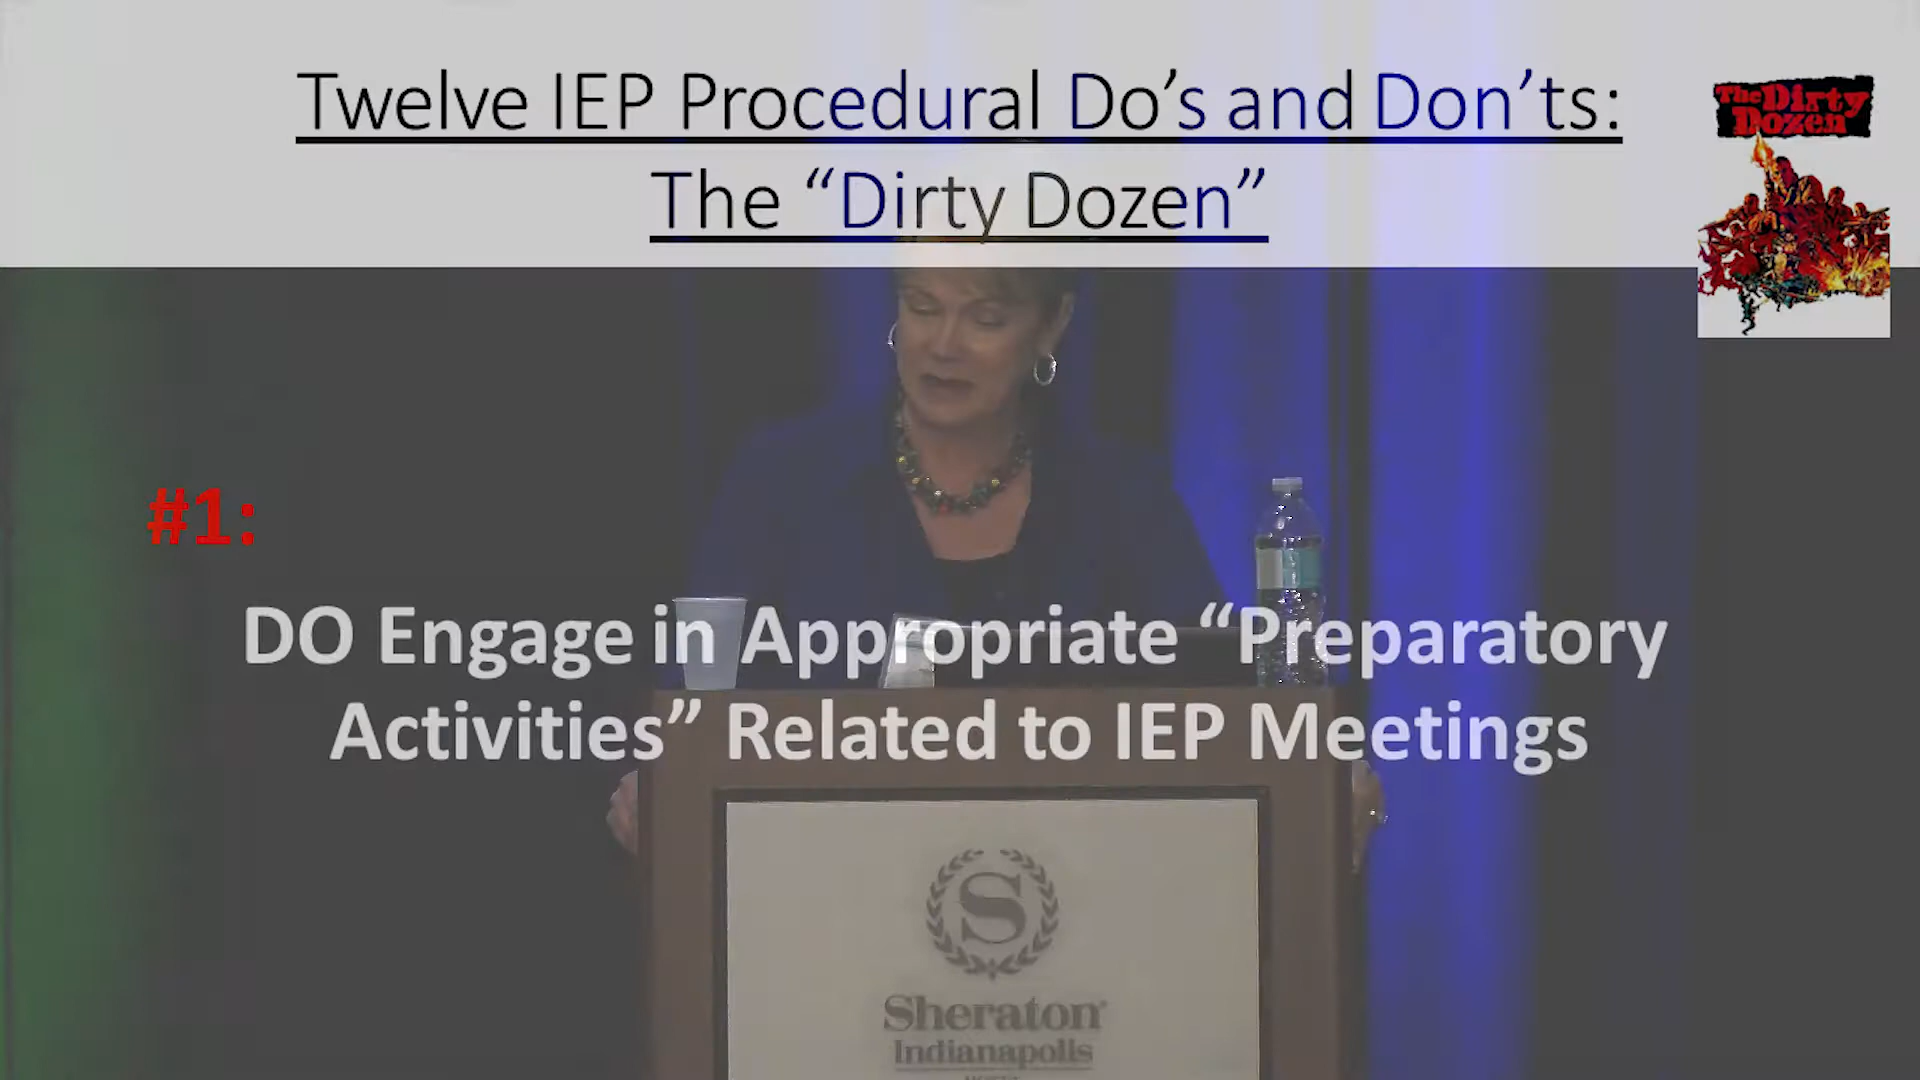 Twelve IEP Procedural Do’s and Don’ts:
The “Dirty Dozen”
The Dirty
Dozen
#1:
DO Engage in Appropriate “Preparatory
Activities” Related to IEP Meetings
S
Sheraton
Indianapolis